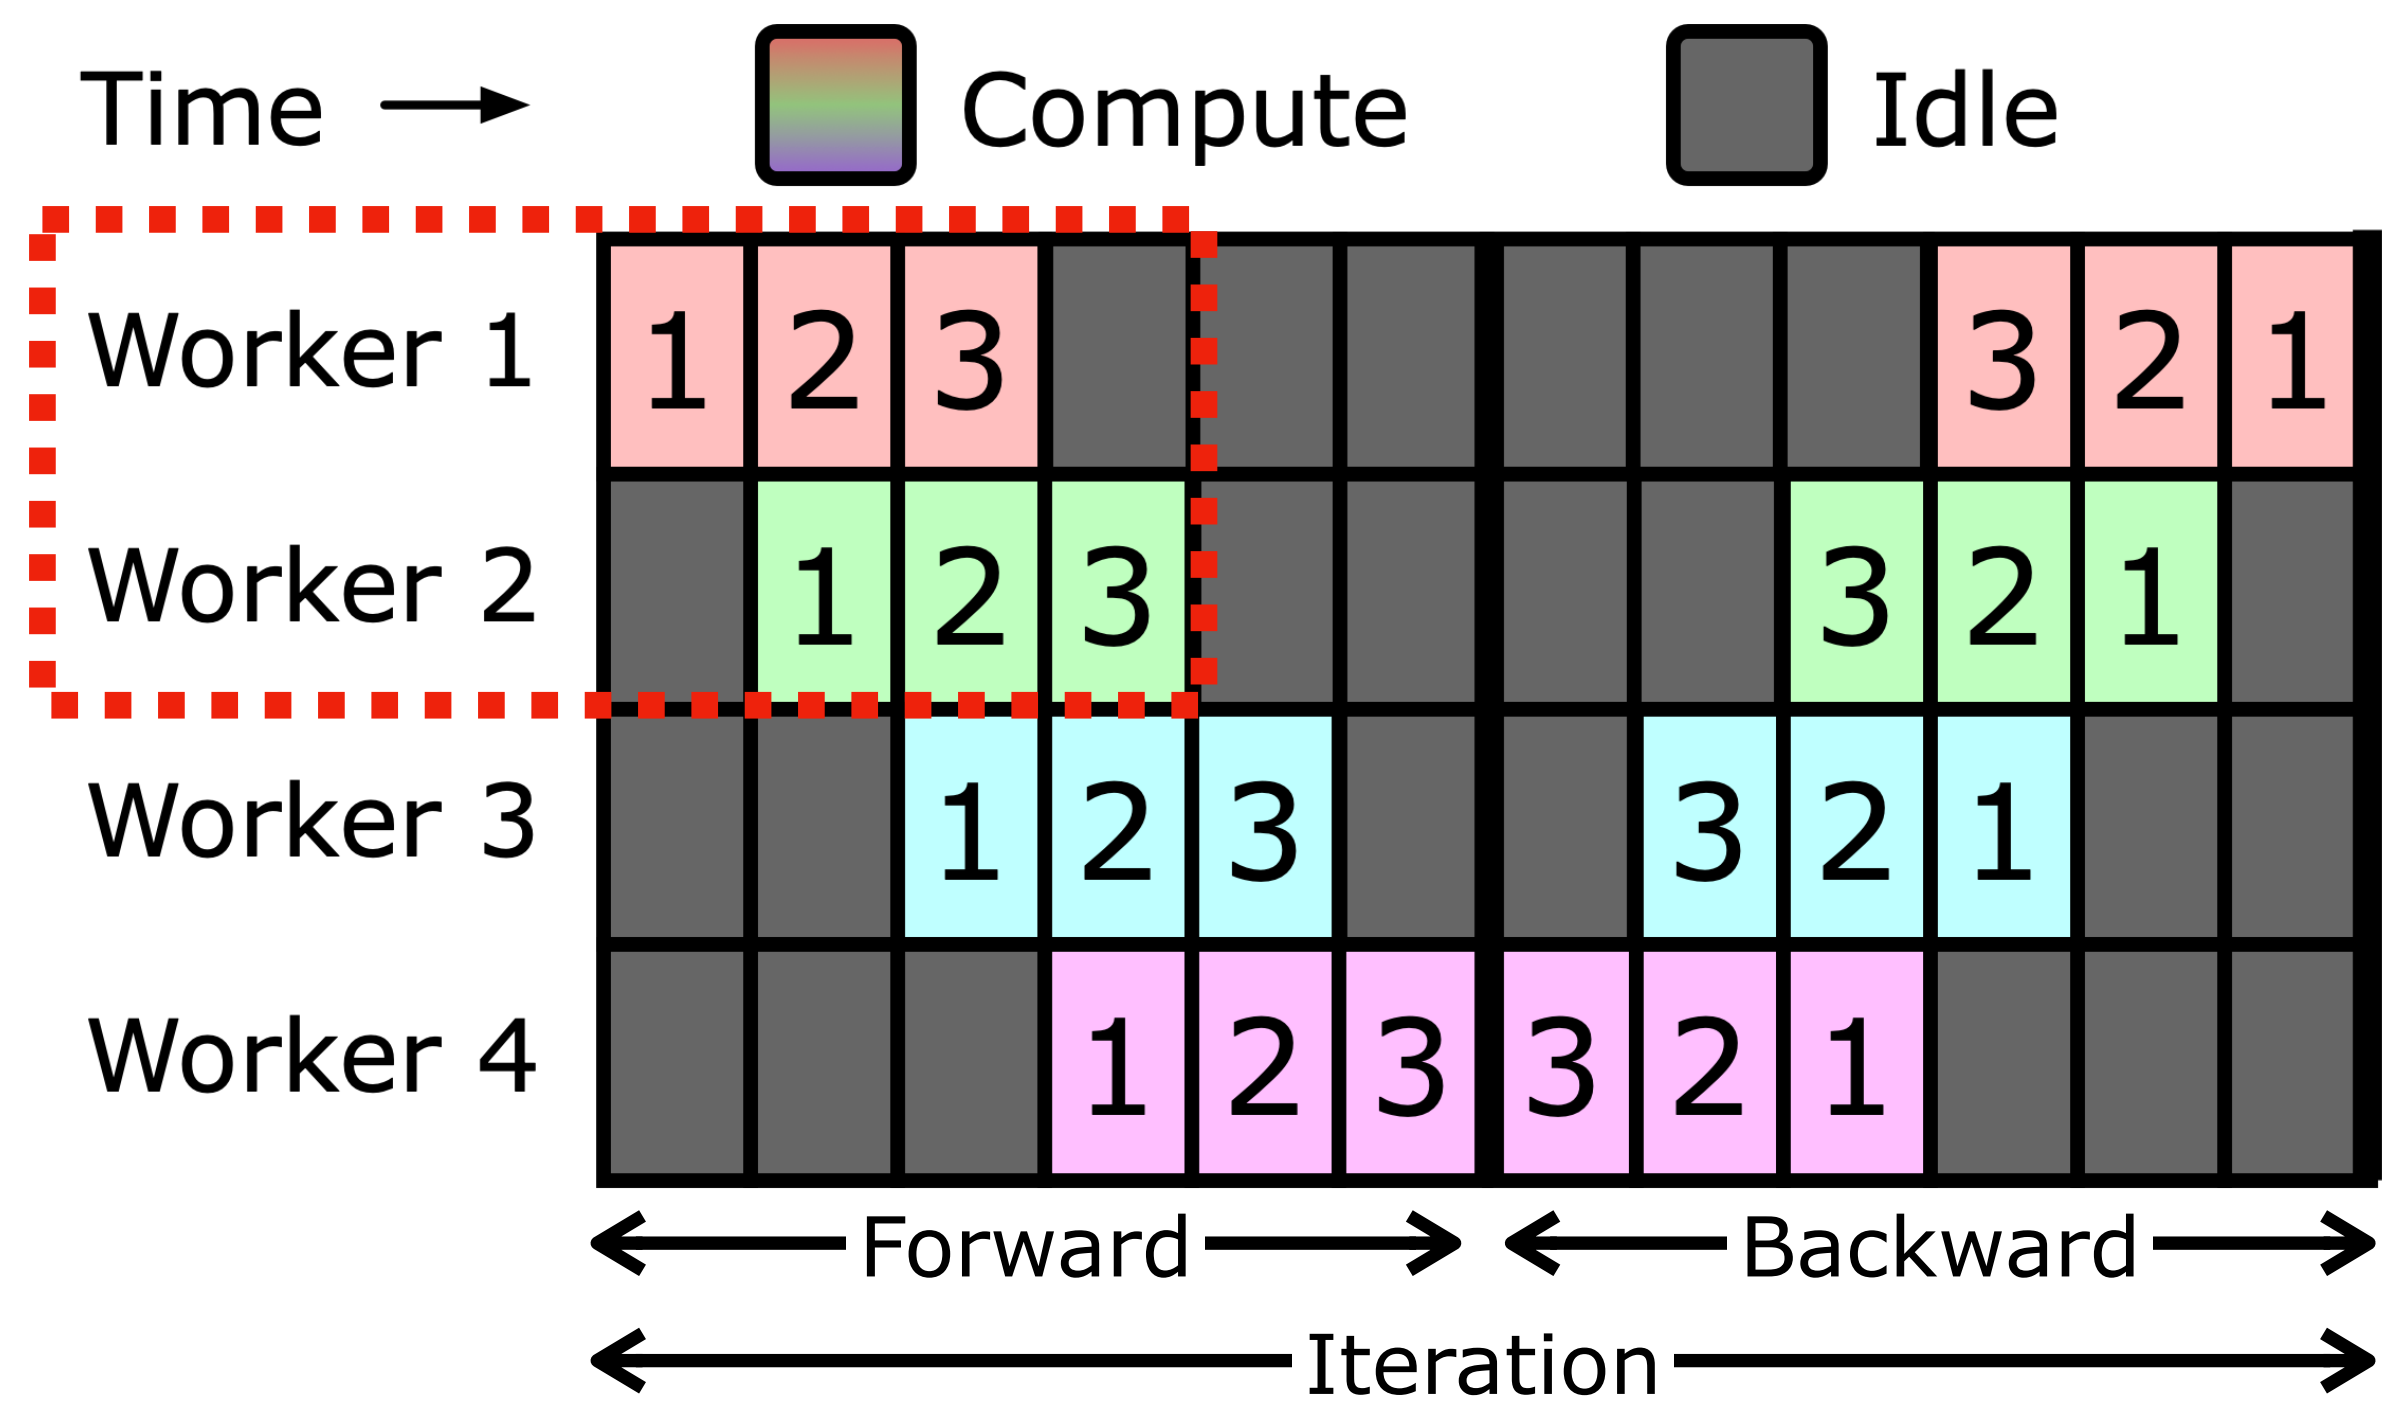 Time Compute Idle
Worker 1 1 2 3 3 2 1
Worker 2 1 2 3 3 2 1
Worker 3 1 2 3 3 2 1
Worker 4 1 2 3 3 2 1
Forward Backward
Iteration